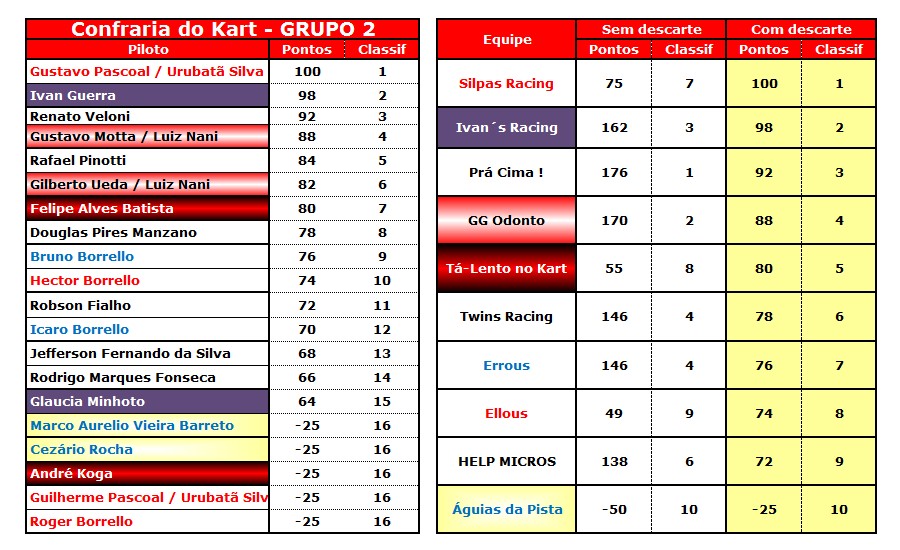 Confraria do Kart - GRUPO 2
Piloto Pontos Classif
Gustavo Pascoal / Urubatã Silva 100 1
Ivan Guerra 98 2
Renato Veloni 92 3
Gustavo Motta / Luiz Nani 88 4
Rafael Pinotti 84 5
Gilberto Ueda / Luiz Nani 82 6
Felipe Alves Batista 80 7
Douglas Pires Manzano 78 8
Bruno Borrello 76 9
Hector Borrello 74 10
Robson Fialho 72 11
Icaro Borrello 70 12
Jefferson Fernando da Silva 68 13
Rodrigo Marques Fonseca 66 14
Glaucia Minhoto 64 15
Marco Aurelio Vieira Barreto -25 16
Cezário Rocha -25 16
André Koga -25 16
Guilherme Pascoal / Urubatã Silv -25 16
Roger Borrello -25 16
Equipe Sem descarte Com descarte
Pontos Classif Pontos Classif
Silpas Racing 75 7 100 1
Ivan´s Racing 162 3 98 2
Prá Cima ! 176 1 92 3
GG Odonto 170 2 88 4
Tá-Lento no Kart 55 8 80 5
Twins Racing 146 4 78 6
Errous 146 4 76 7
Ellous 49 9 74 8
HELP MICROS 138 6 72 9
Águias da Pista -50 10 -25 10